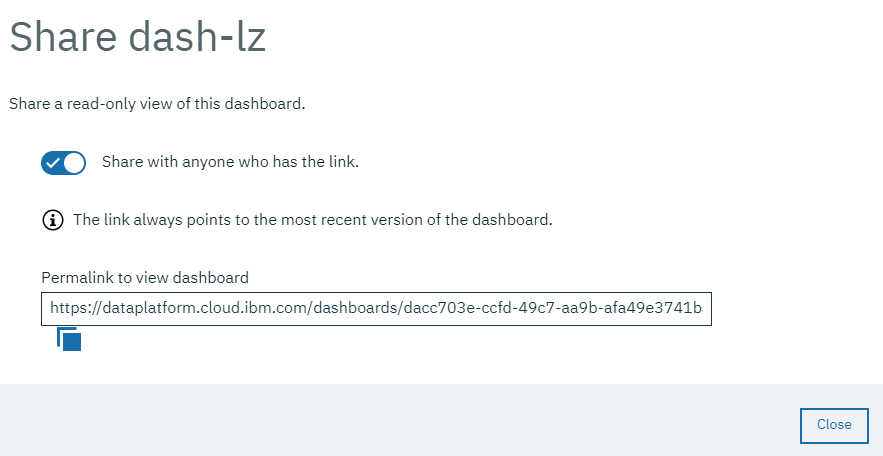 Share dash-lz
Share a read-only view of this dashboard.
Share with anyone who has the link.
The link always points to the most recent version of the dashboard.
Permalink to view dashboard
https://dataplatform.cloud.ibm.com/dashboards/dacc703e-ccfd-49c7-aa9b-afa49e3741b
Close